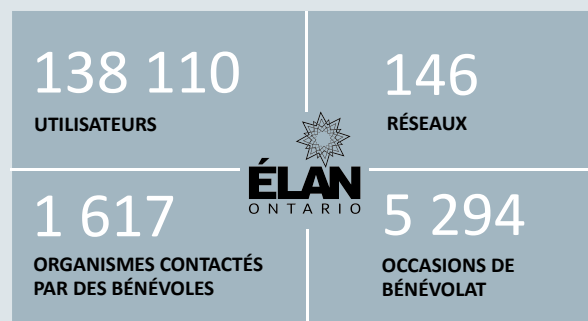 138 110
UTILISATEURS
146
RÉSEAUX
ÉLAN
ONTARIO
1 617
ORGANISMES CONTACTÉS
PAR DES BÉNÉVOLES
5 294
OCCASIONS DE
BÉNÉVOLAT